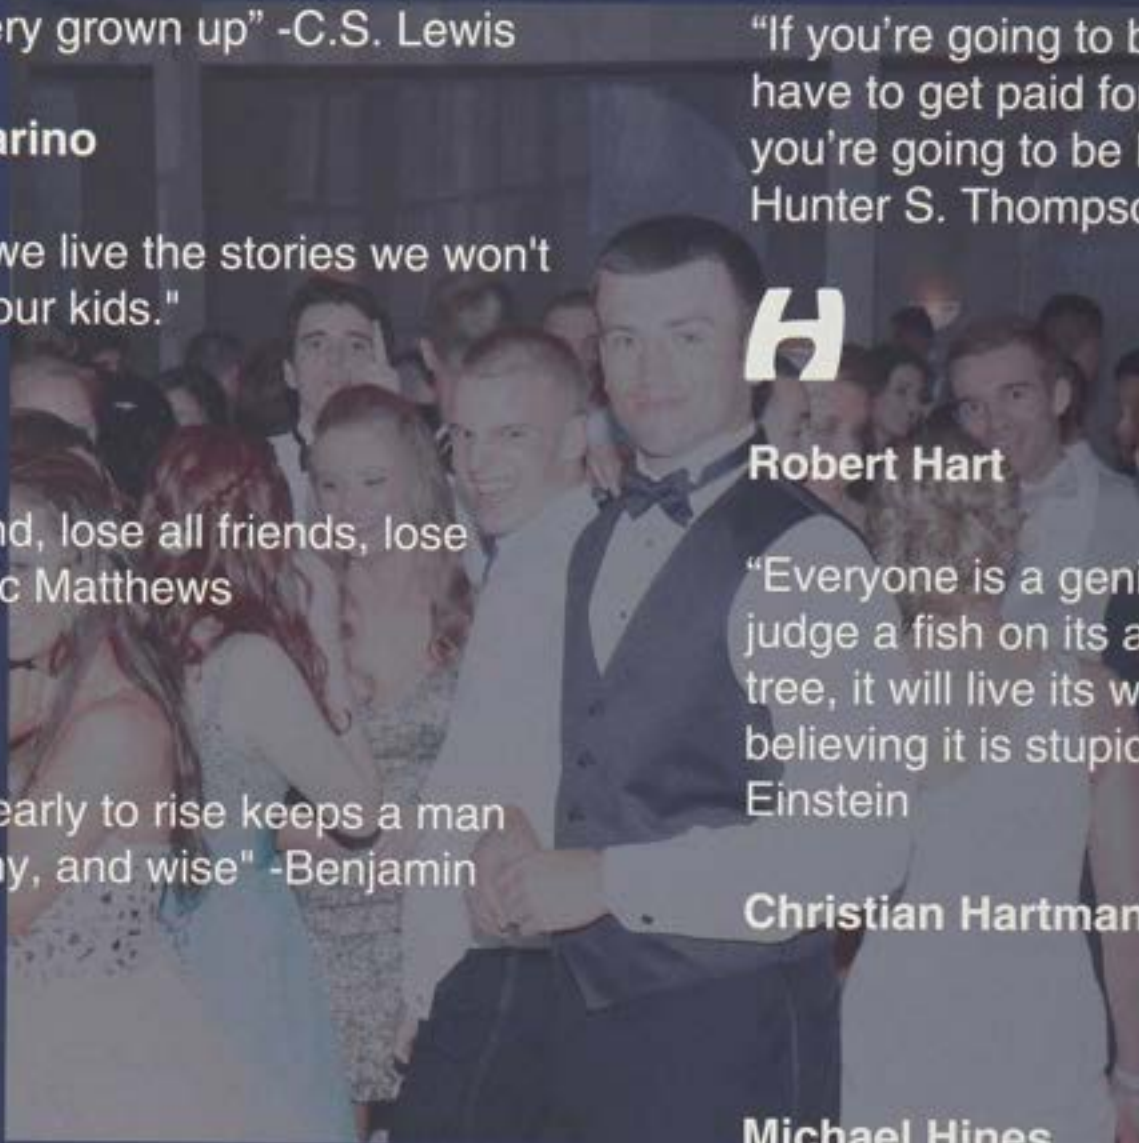 ery grown up” -C.S. Lewis
arino
we live the stories we won't
our kids."
nd, lose all friends, lose
c Matthews
early to rise keeps a man
hy, and wise" -Benjamin
“If you’re going to b
have to get paid fo
you’re going to be
Hunter S. Thompso
H
Robert Hart
“Everyone is a geni
judge a fish on its a
tree, it will live its w
believing it is stupid
Einstein
Christian Hartman
Michael Hines